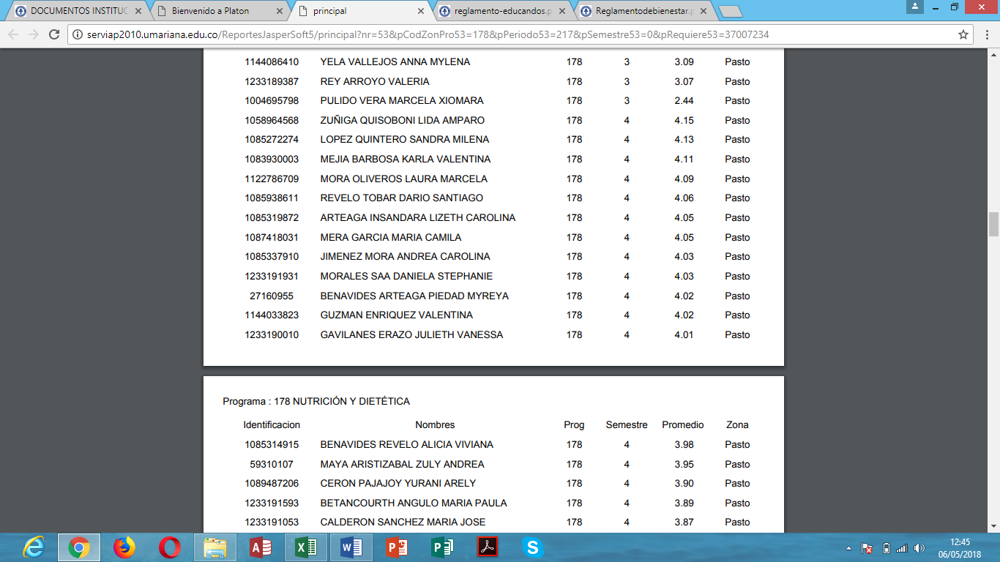 DOCUMENTOS INSTITUC
Bienvenido a Platon
principal
reglamento-educandos.p
Reglamentodebienestar.p
serviap2010.umariana.edu.co/ReportesJasperSoft5/principal?nr=53&pCodZonPro53=178&pPeriodo53=217&pSemestre53=0&pRequiere53=37007234
1144086410 YELA VALLEJOS ANNA MYLENA 178 3 3.09 Pasto
1233189387 REY ARROYO VALERIA 178 3 3.07 Pasto
1004695798 PULIDO VERA MARCELA XIOMARA 178 3 2.44 Pasto
1058964568 ZUÑIGA QUISOBONI LIDA AMPARO 178 4 4.15 Pasto
1085272274 LOPEZ QUINTERO SANDRA MILENA 178 4 4.13 Pasto
1083930003 MEJIA BARBOSA KARLA VALENTINA 178 4 4.11 Pasto
1122786709 MORA OLIVEROS LAURA MARCELA 178 4 4.09 Pasto
1085938611 REVELO TOBAR DARIO SANTIAGO 178 4 4.06 Pasto
1085319872 ARTEAGA INSANDARA LIZETH CAROLINA 178 4 4.05 Pasto
1087418031 MERA GARCIA MARIA CAMILA 178 4 4.05 Pasto
1085337910 JIMENEZ MORA ANDREA CAROLINA 178 4 4.03 Pasto
1233191931 MORALES SAA DANIELA STEPHANIE 178 4 4.03 Pasto
27160955 BENAVIDES ARTEAGA PIEDAD MYREYA 178 4 4.02 Pasto
1144033823 GUZMAN ENRIQUEZ VALENTINA 178 4 4.02 Pasto
1233190010 GAVILANES ERAZO JULIETH VANESSA 178 4 4.01 Pasto
Programa : 178 NUTRICIÓN Y DIETÉTICA
Identificacion Nombres Prog Semestre Promedio Zona
1085314915 BENAVIDES REVELO ALICIA VIVIANA 178 4 3.98 Pasto
59310107 MAYA ARISTIZABAL ZULY ANDREA 178 4 3.95 Pasto
1089487206 CERON PAJAJOY YURANI ARELY 178 4 3.90 Pasto
1233191593 BETANCOURTH ANGULO MARIA PAULA 178 4 3.89 Pasto
1233191053 CALDERON SANCHEZ MARIA JOSE 178 4 3.87 Pasto
12:45
06/05/2018